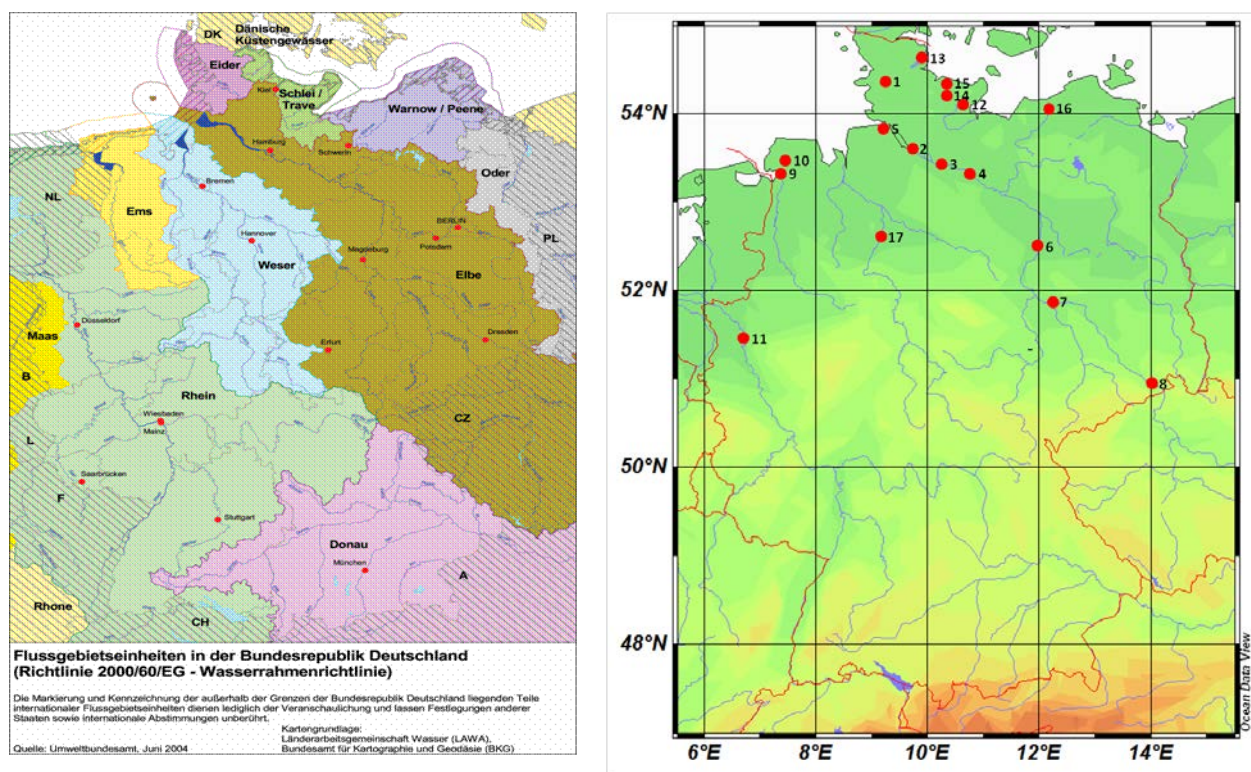 DK
Dänische
Küstengewässer
Eider
Kiel
Schlei /
Trave
Warnow / Peene
Hamburg
Schwerin
Oder
Bremen
NL
Ems
BERLIN
Hannover
PL
Potsdam
Magdeburg
Weser
Elbe
Düsseldorf
Maas
Dresden
Erfurt
B
Rhein
Wiesbaden
CZ
Mainz
L
Saarbrücken
F
Stuttgart
Donau
München
A
Rhone
CH
Flussgebietseinheiten in der Bundesrepublik Deutschland
(Richtlinie 2000/60/EG - Wasserrahmenrichtlinie)
Die Markierung und Kennzeichnung der außerhalb der Grenzen der Bundesrepublik Deutschland liegenden Teile
internationaler Flussgebietseinheiten dienen lediglich der Veranschaulichung und lassen Festlegungen anderer
Staaten sowie internationale Abstimmungen unberührt.
Kartengrundlage:
Länderarbeitsgemeinschaft Wasser (LAWA),
Quelle: Umweltbundesamt, Juni 2004
Bundesamt für Kartographie und Geodäsie (BKG)
13
1
15
14
12
16
54°N
5
2
3
10
9
4
17
6
52°N
7
11
8
50°N
48°N
6°E
8°E
10°E
12°E
14°E
Ocean Data View